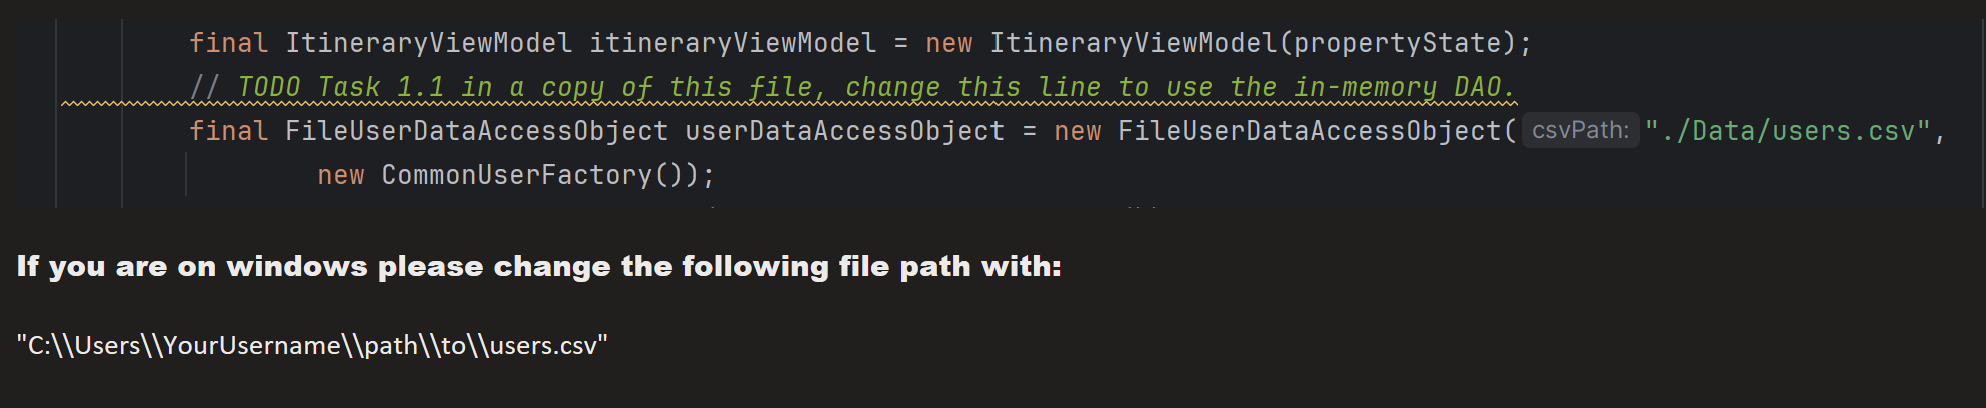 final ItineraryViewModel itineraryViewModel = new ItineraryViewModel(propertyState);
// TODO Task 1.1 in a copy of this file, change this line to use the in-memory DAO.
final FileUserDataAccessObject userDataAccessObject = new FileUserDataAccessObject( csvPath: "./Data/users.csv",
new CommonUserFactory());
If you are on windows please change the following file path with:
"C:\\Users\\YourUsername\\path\\to\\users.csv"